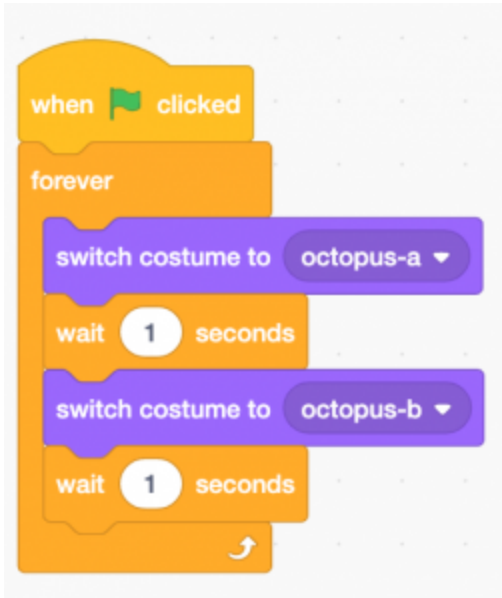 when clicked
forever
switch costume to octopus-a
wait 1 seconds
switch costume to octopus-b
wait 1 seconds